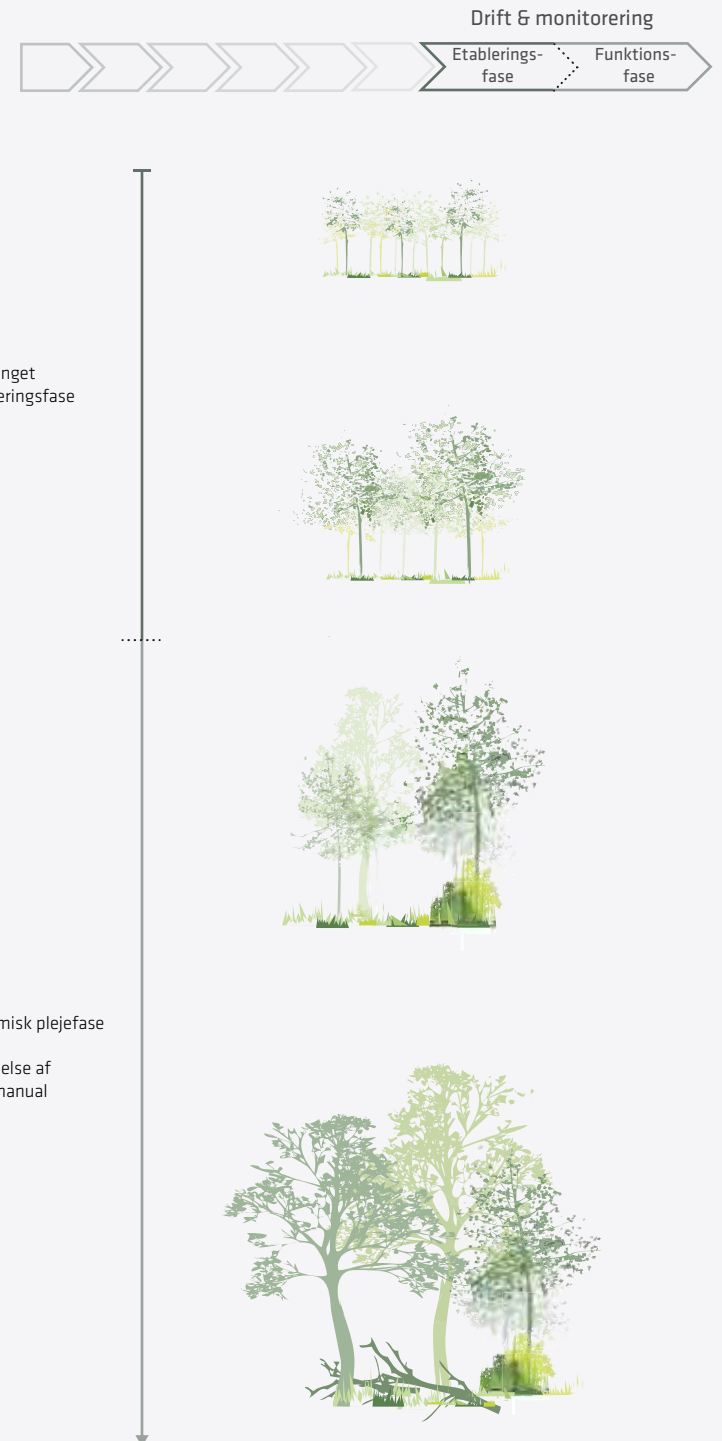 Drift & monitorering
Etablerings-
fase
Funktions-
fase
nget
eringsfase
misk plejefase
else af
manual